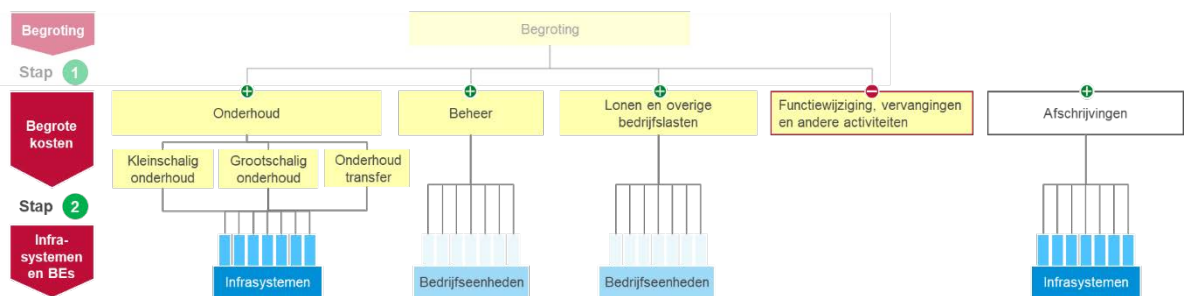 Begroting
Begroting
Stap 1
Begrote
kosten
Onderhoud
Beheer
Lonen en overige
bedrijfslasten
Functiewijziging, vervangingen
en andere activiteiten
Afschrijvingen
Kleinschalig
onderhoud
Grootschalig
onderhoud
Onderhoud
transfer
Stap 2
Infra-
systemen
en BEs
Infrasystemen
Bedrijfseenheden
Bedrijfseenheden
Infrasystemen